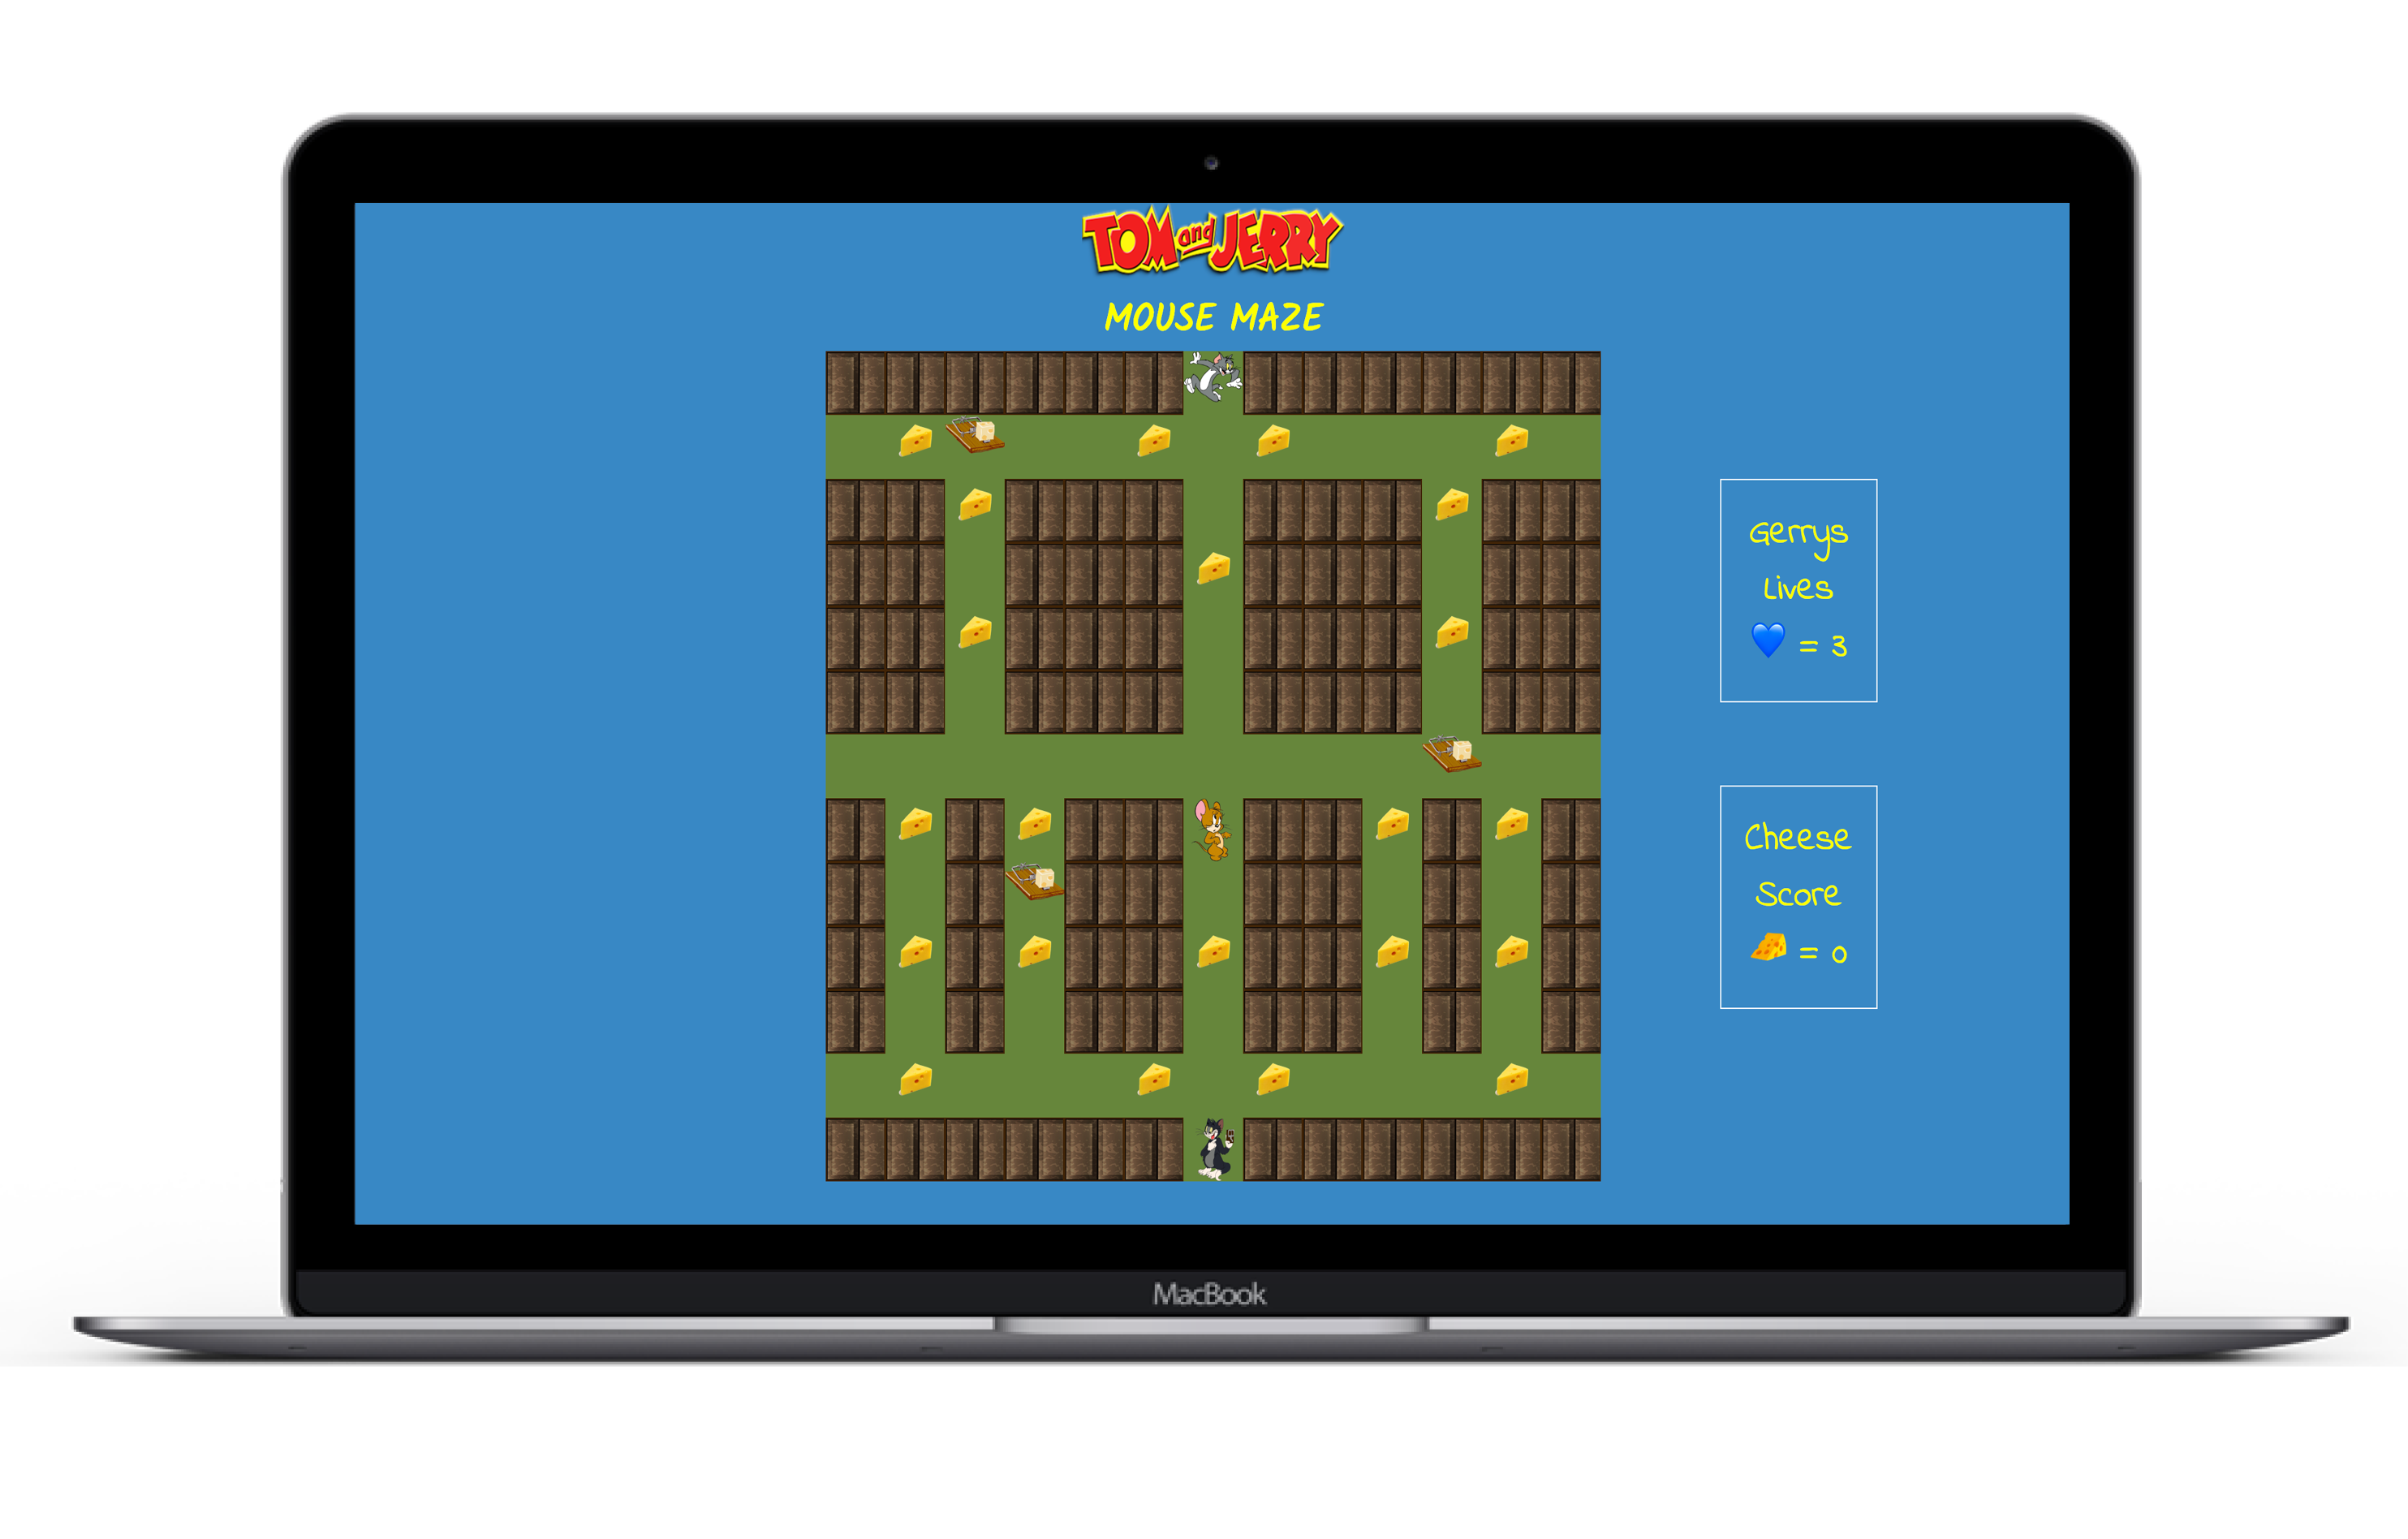 TOM and JERRY
MOUSE MAZE
Gerrys
Lives
💙 = 3
Cheese
Score
🧀 = 0
MacBook